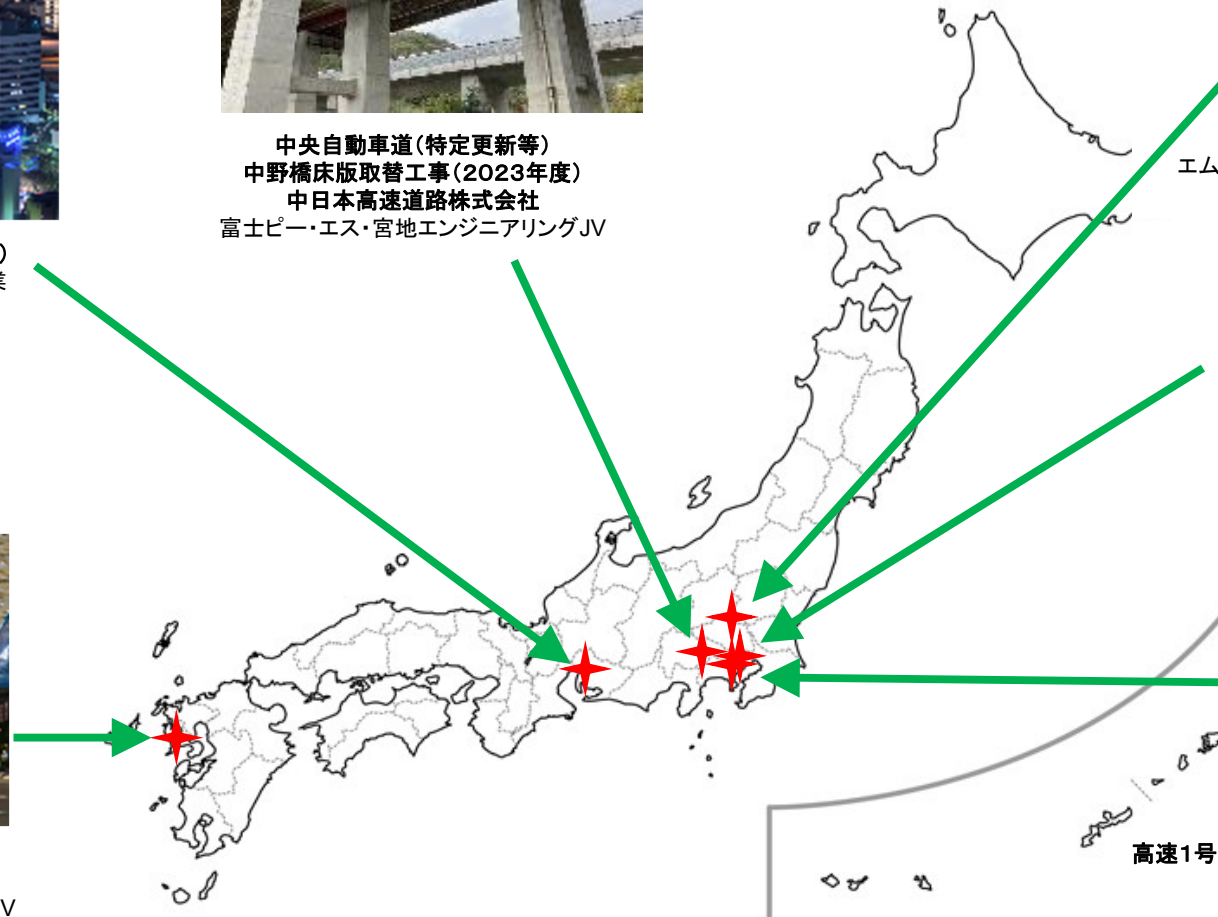 中央自動車道（特定更新等）
中野橋床版取替工事（2023年度）
中日本高速道路株式会社
富士ピー・エス・宮地エンジニアリングJV
エム
）
業
高速1号
V